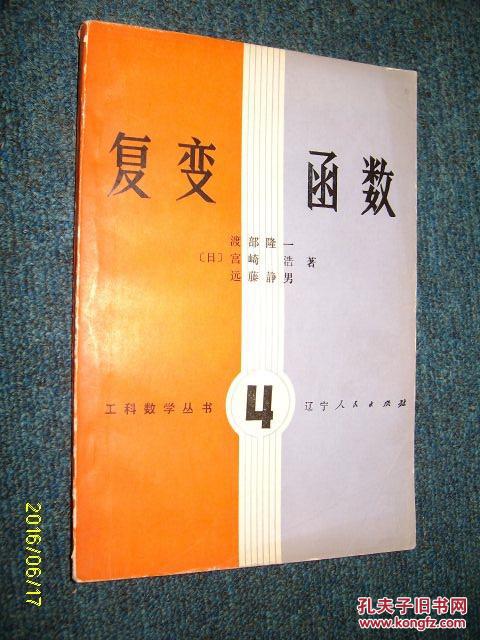 复变 函数
渡部隆一
〔日〕宫崎 浩 著
远藤静男
工科数学丛书 4 辽宁人民出版社
2016/06/17
孔夫子旧书网
www.kongfz.com